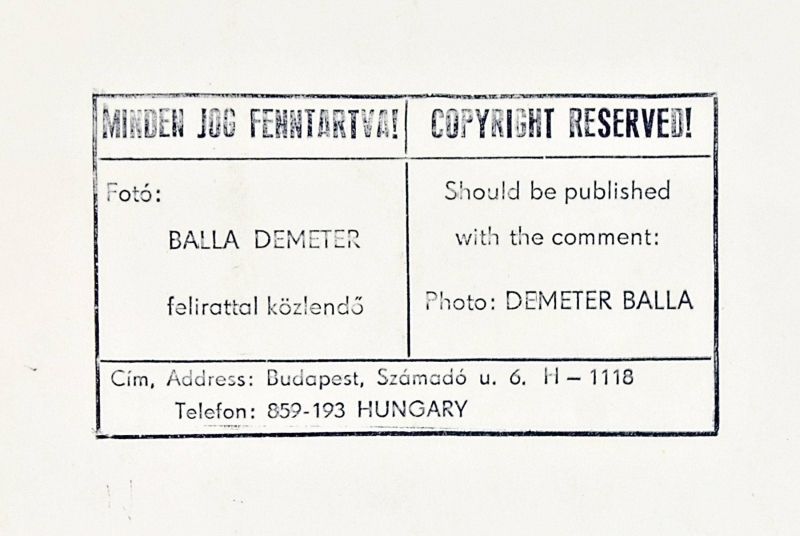 MINDEN JOG FENNTARTVA!
Fotó:
BALLA DEMETER
felirattal közlendő
COPYRIGHT RESERVED!
Should be published
with the comment:
Photo: DEMETER BALLA
Cím, Address: Budapest, Számadó u. 6. H – 1118
Telefon: 859-193 HUNGARY